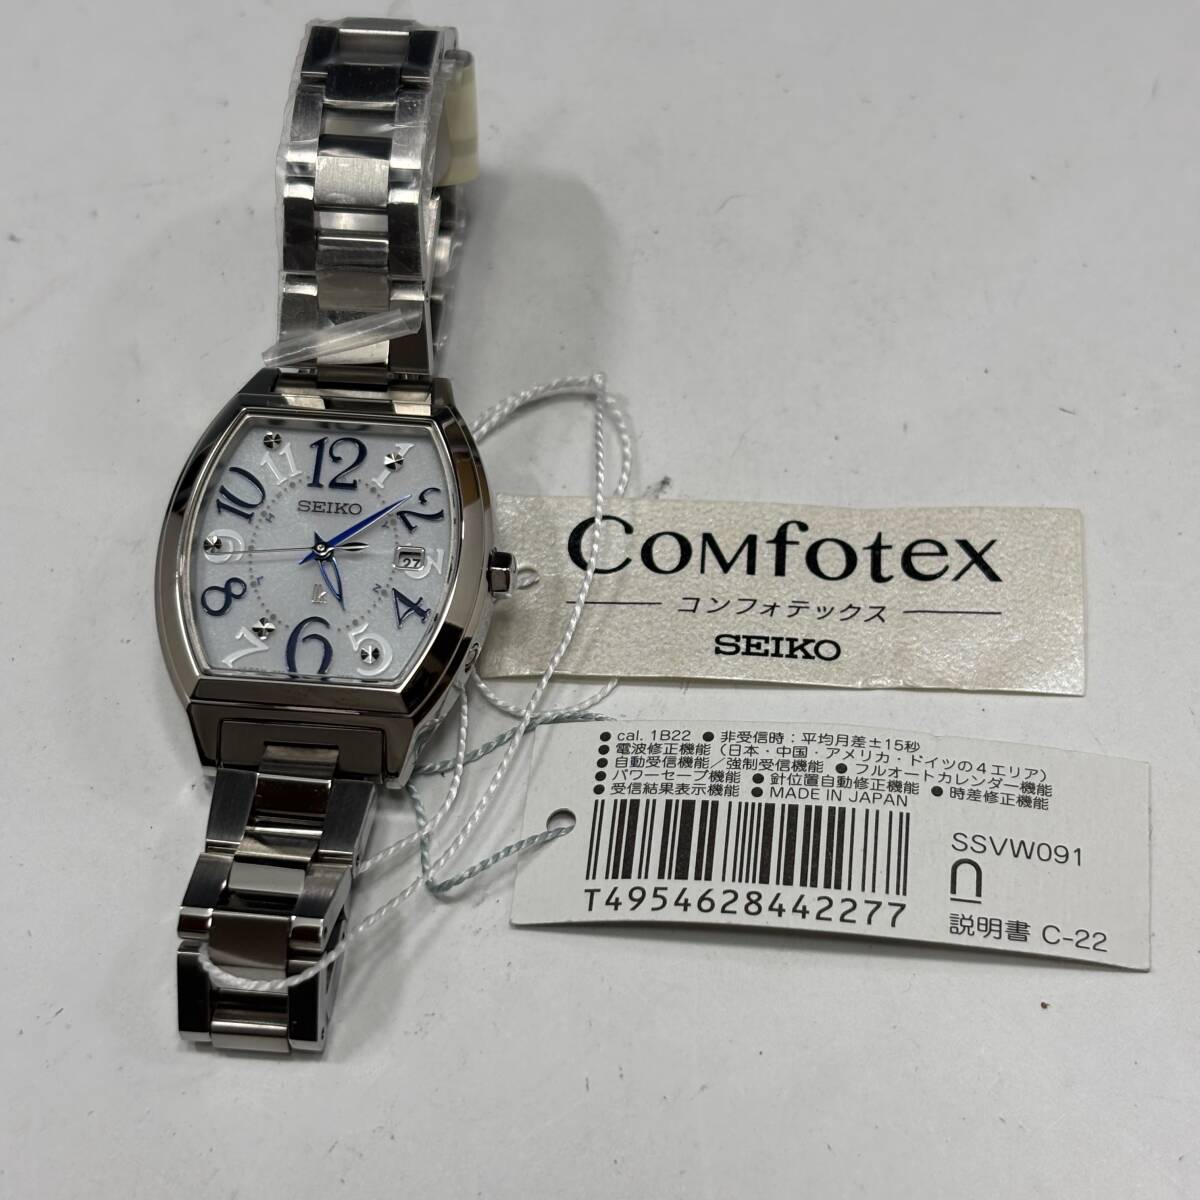 12
1
2
3
4
5
6
7
8
9
10
11
SEIKO
27
COMfotex
コンフォテックス
SEIKO
● cal. 1B22 ● 非受信時：平均月差±15秒
● 電波修正機能（日本・中国・アメリカ・ドイツの4エリア）
● 自動受信機能／強制受信機能 ● フルオートカレンダー機能
● パワーセーブ機能 ● 針位置自動修正機能 ● 時差修正機能
● 受信結果表示機能 ● MADE IN JAPAN
T4954628442277
SSVW091
説明書 C-22